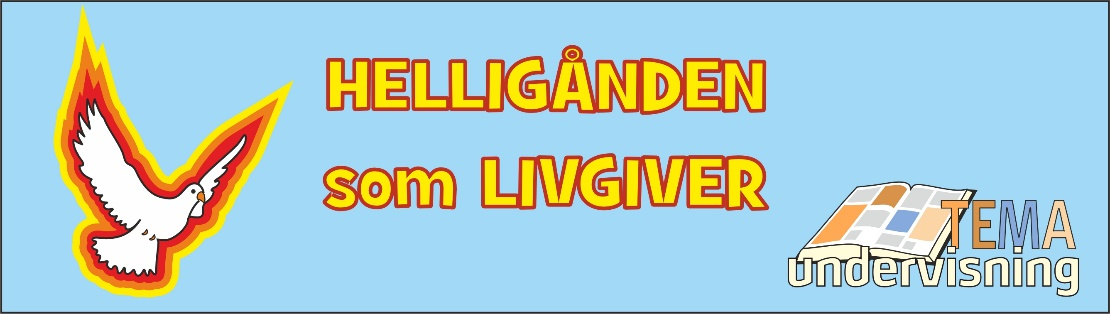 HELLIGÅNDEN
som LIVGIVER
TEMA
undervisning